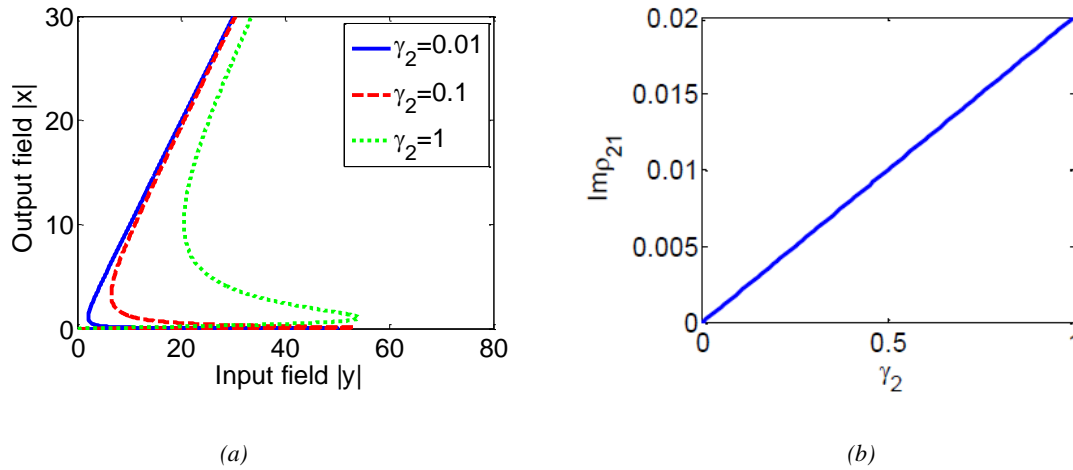 30
20
10
0
Output field |x|
γ₂=0.01
γ₂=0.1
γ₂=1
0 20 40 60 80
Input field |y|
(a)
0.02
0.015
0.01
0.005
0
Imρ₂₁
0 0.5 1
γ₂
(b)